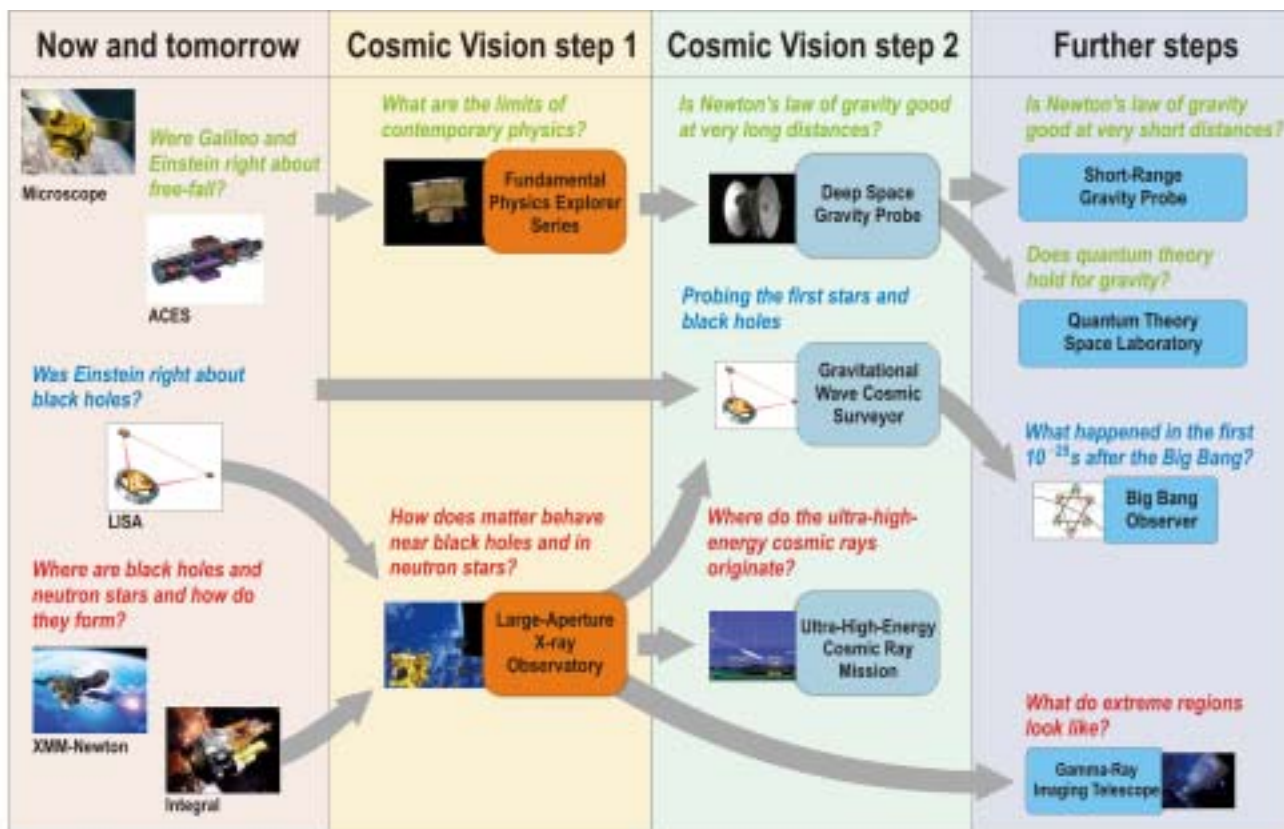 Now and tomorrow
Cosmic Vision step 1
Cosmic Vision step 2
Further steps
Microscope
Were Galileo and
Einstein right about
free-fall?
ACES
Was Einstein right about
black holes?
LISA
Where are black holes and
neutron stars and how do
they form?
XMM-Newton
Integral
What are the limits of
contemporary physics?
Fundamental
Physics Explorer
Series
How does matter behave
near black holes and in
neutron stars?
Large-Aperture
X-ray
Observatory
Is Newton's law of gravity good
at very long distances?
Deep Space
Gravity Probe
Probing the first stars and
black holes
Gravitational
Wave Cosmic
Surveyor
Where do the ultra-high-
energy cosmic rays
originate?
Ultra-High-Energy
Cosmic Ray
Mission
Is Newton's law of gravity
good at very short distances?
Short-Range
Gravity Probe
Does quantum theory
hold for gravity?
Quantum Theory
Space Laboratory
What happened in the first
s after the Big Bang?
Big Bang
Observer
What do extreme regions
look like?
Gamma-Ray
Imaging Telescope